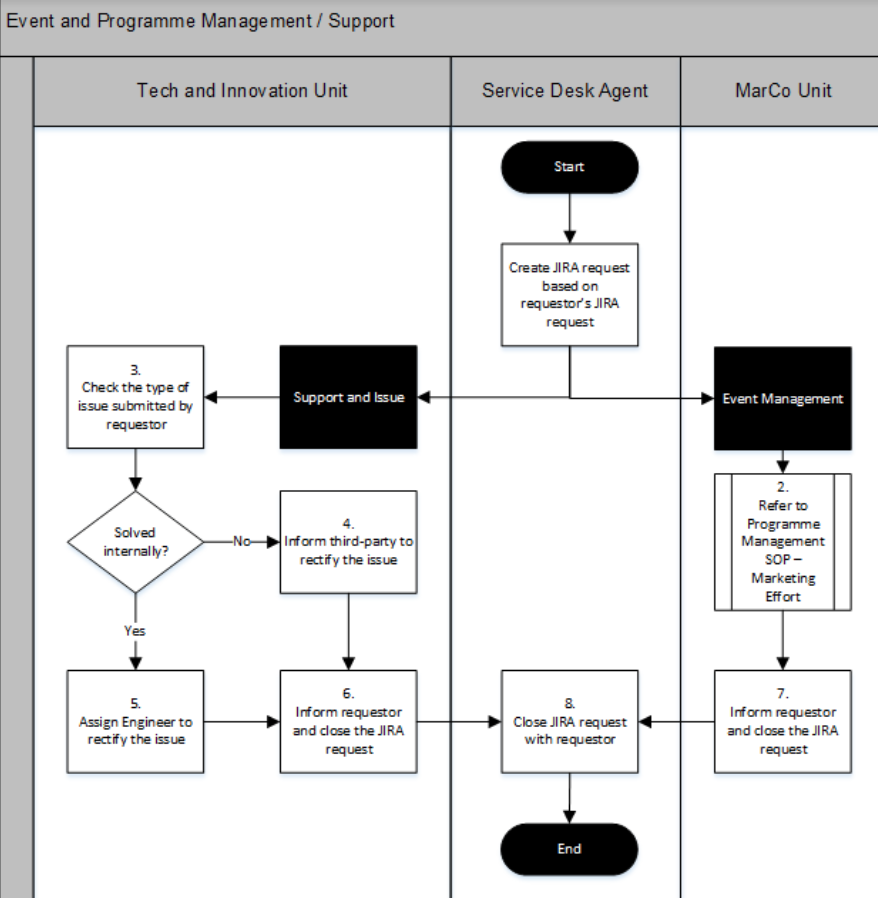 Event and Programme Management / Support
Tech and Innovation Unit
Service Desk Agent
MarCo Unit
Start
Create JIRA request
based on
requestor's JIRA
request
3.
Check the type of
issue submitted by
requestor
Support and Issue
Event Management
2.
Refer to
Programme
Management
SOP –
Marketing
Effort
Solved
internally?
No
4.
Inform third-party to
rectify the issue
Yes
5.
Assign Engineer to
rectify the issue
6.
Inform requestor
and close the JIRA
request
8.
Close JIRA request
with requestor
7.
Inform requestor
and close the JIRA
request
End